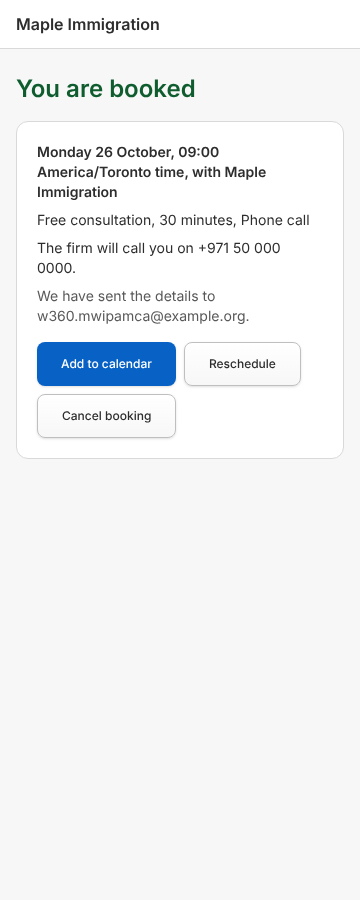 Maple Immigration
You are booked
Monday 26 October, 09:00
America/Toronto time, with Maple
Immigration
Free consultation, 30 minutes, Phone call
The firm will call you on +971 50 000
0000.
We have sent the details to
w360.mwipamca@example.org.
Add to calendar
Reschedule
Cancel booking